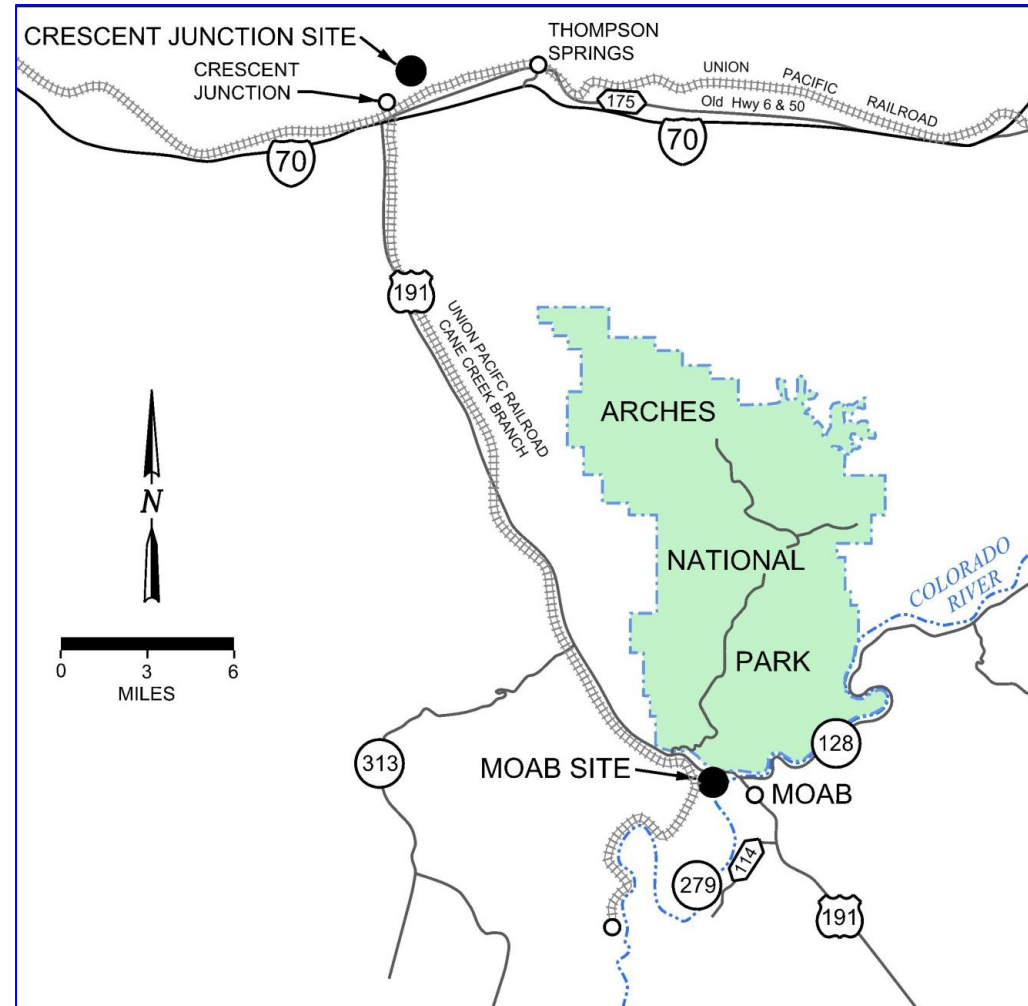 CRESCENT JUNCTION SITE
CRESCENT
JUNCTION
THOMPSON
SPRINGS
UNION PACIFIC RAILROAD
175
Old Hwy 6 & 50
70
70
191
UNION PACIFC RAILROAD
CANE CREEK BRANCH
ARCHES
NATIONAL
PARK
N
0 3 6
MILES
COLORADO
RIVER
128
313
MOAB SITE
MOAB
114
279
191